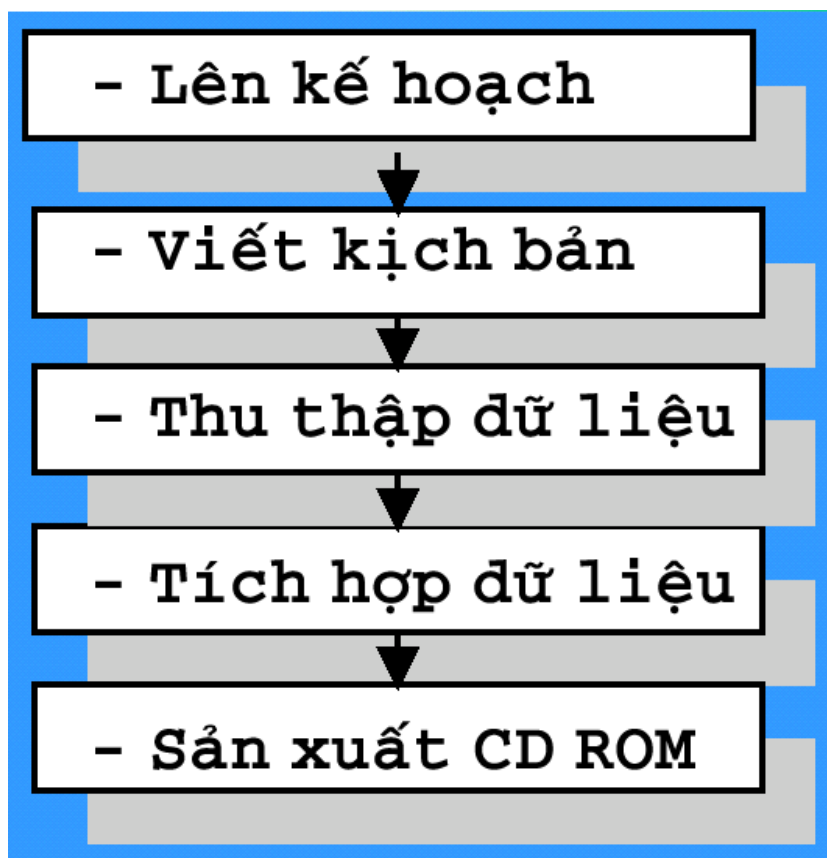 - Lên kế hoạch
- Viết kịch bản
- Thu thập dữ liệu
- Tích hợp dữ liệu
- Sản xuất CD ROM